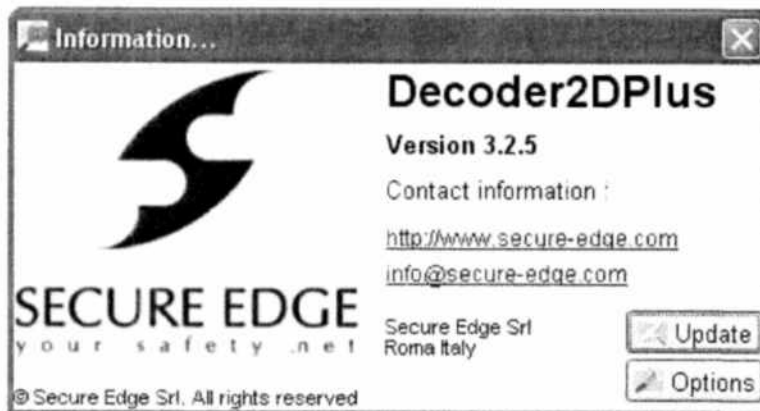 Information...
Decoder2DPlus
Version 3.2.5
Contact information :
http://www.secure-edge.com
info@secure-edge.com
SECURE EDGE
your safety .net
Secure Edge Srl
Roma Italy
Update
Options
© Secure Edge Srl. All rights reserved